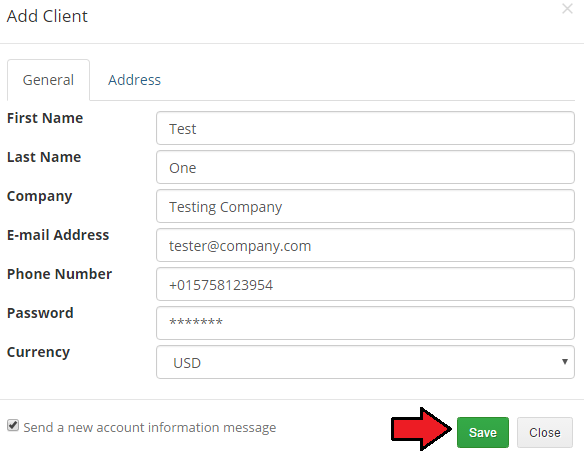 Add Client ×
General Address
First Name Test
Last Name One
Company Testing Company
E-mail Address tester@company.com
Phone Number +015758123954
Password *******
Currency USD
Send a new account information message Save Close